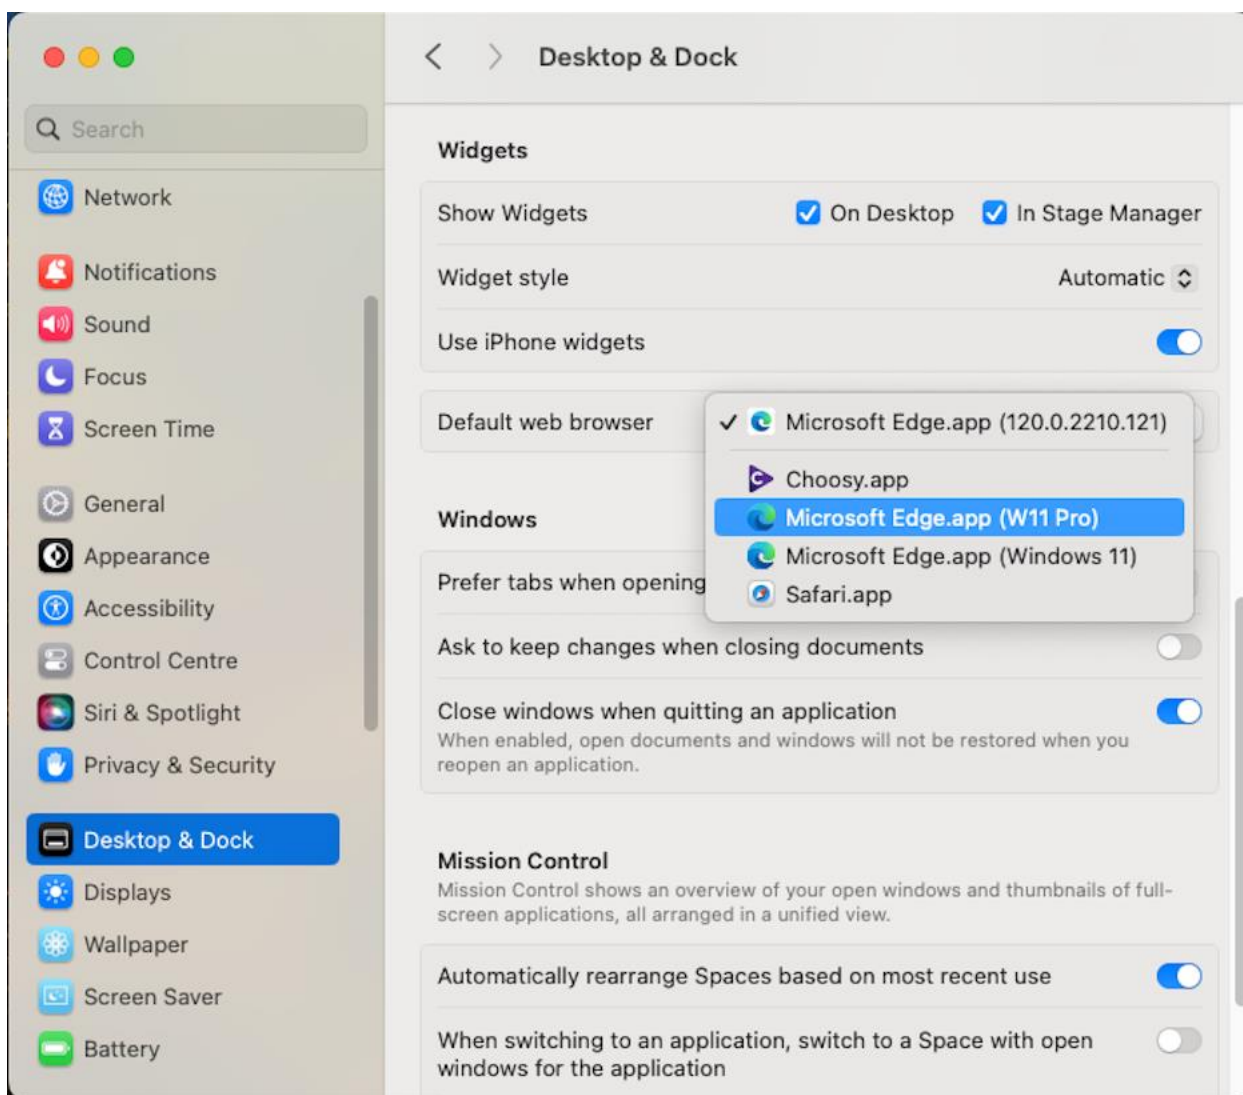 Desktop & Dock
Search
Network
Notifications
Sound
Focus
Screen Time
General
Appearance
Accessibility
Control Centre
Siri & Spotlight
Privacy & Security
Desktop & Dock
Displays
Wallpaper
Screen Saver
Battery
Widgets
Show Widgets On Desktop In Stage Manager
Widget style Automatic
Use iPhone widgets
Default web browser Microsoft Edge.app (120.0.2210.121)
Choosy.app
Microsoft Edge.app (W11 Pro)
Microsoft Edge.app (Windows 11)
Safari.app
Windows
Prefer tabs when opening
Ask to keep changes when closing documents
Close windows when quitting an application
When enabled, open documents and windows will not be restored when you
reopen an application.
Mission Control
Mission Control shows an overview of your open windows and thumbnails of full-
screen applications, all arranged in a unified view.
Automatically rearrange Spaces based on most recent use
When switching to an application, switch to a Space with open
windows for the application